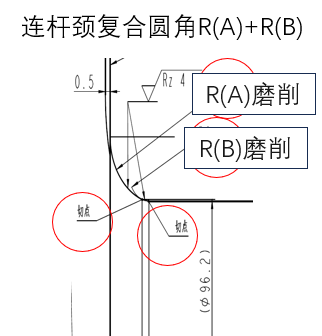 连杆颈复合圆角R(A)+R(B)
0.5
Rz 4
R(A)磨削
R(B)磨削
切点
切点
(φ96.2)